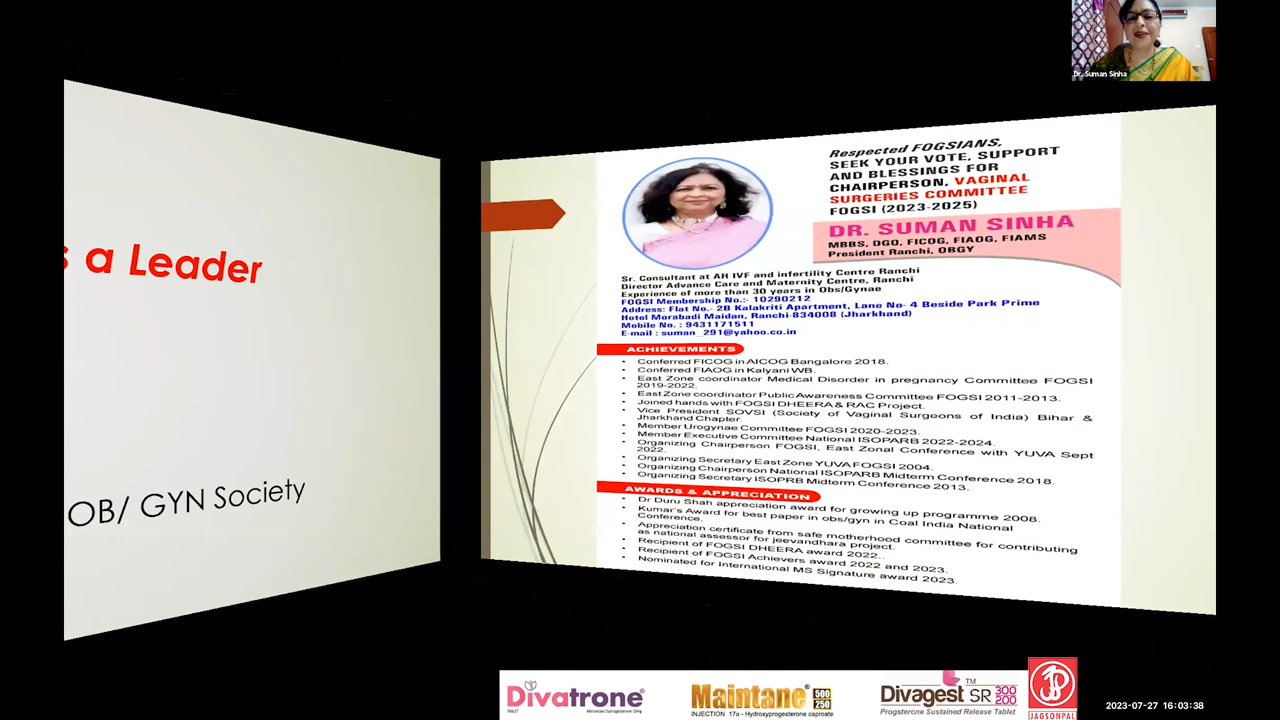 Dr. Suman Sinha
a Leader
OB/ GYN Society
Respected FOGSIANS,
SEEK YOUR VOTE, SUPPORT
AND BLESSINGS FOR
CHAIRPERSON, VAGINAL
SURGERIES COMMITTEE
FOGSI (2023-2025)
DR. SUMAN SINHA
MBBS, DGO, FICOG, FIAOG, FIAMS
President Ranchi, OBGY
Sr. Consultant at AH IVF and infertility Centre Ranchi
Director Advance Care and Maternity Centre, Ranchi
Experience of more than 30 years in Obs/Gynae
FOGSI Membership No.:- 10290212
Address: Flat No.- 2B Kalakriti Apartment, Lane No- 4 Beside Park Prime
Hotel Morabadi Maidan, Ranchi-834008 (Jharkhand)
Mobile No. : 9431171511
E-mail : suman_291@yahoo.co.in
ACHIEVEMENTS
• Conferred FICOG in AICOG Bangalore 2018.
• Conferred FIAOG in Kalyani WB.
• East Zone coordinator Medical Disorder in pregnancy Committee FOGSI
2019-2022.
• East Zone coordinator Public Awareness Committee FOGSI 2011-2013.
• Joined hands with FOGSI DHEERA & RAC Project.
• Vice President SOVSI (Society of Vaginal Surgeons of India) Bihar &
Jharkhand Chapter.
• Member Urogynae Committee FOGSI 2020-2023.
• Member Executive Committee National ISOPARB 2022-2024.
• Organizing Chairperson FOGSI, East Zonal Conference with YUVA Sept
2022.
• Organizing Secretary East Zone YUVA FOGSI 2004.
• Organizing Chairperson National ISOPARB Midterm Conference 2018.
• Organizing Secretary ISOPRB Midterm Conference 2013.
AWARDS & APPRECIATION
• Dr Duru Shah appreciation award for growing up programme 2008.
• Kumar's Award for best paper in obs/gyn in Coal India National
Conference.
• Appreciation certificate from safe motherhood committee for contributing
as national assessor for jeevandhara project.
• Recipient of FOGSI DHEERA award 2022..
• Recipient of FOGSI Achievers award 2022 and 2023.
• Nominated for International MS Signature award 2023.
Divatrone®
TABLET
Maintane® 500 250
INJECTION 17α - Hydroxyprogesterone caproate
Divagest SR TM 300 200
Progsterone Sustained Release Tablet
JAGSONPAL
2023-07-27 16:03:38